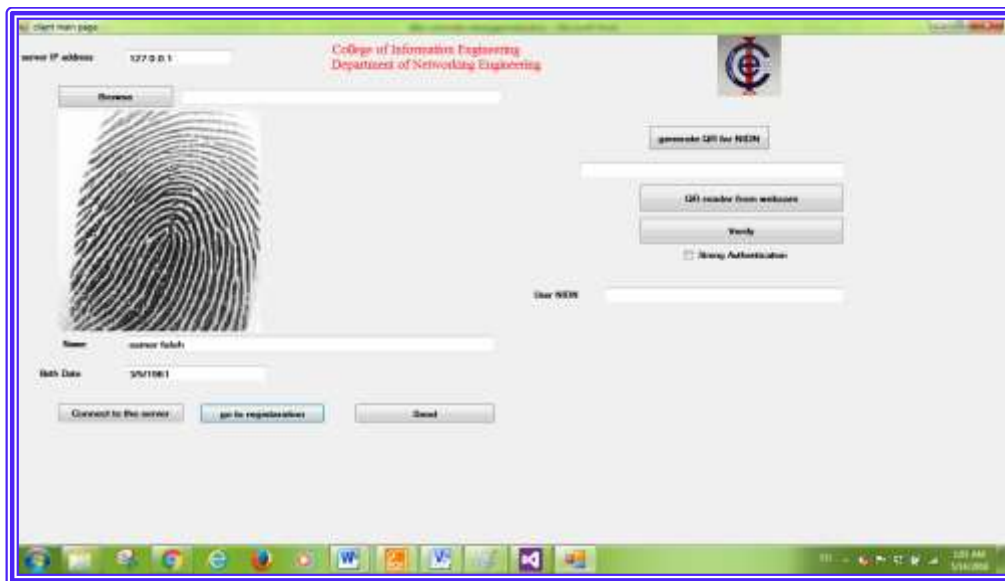 client main page
server IP address 127.0.0.1
College of Information Engineering
Department of Networking Engineering
Browse
generate QR for NIDN
QR reader from webcam
Verify
Strong Authentication
User NIDN
Name
Birth Date
Connect to the server
go to registeration
Send